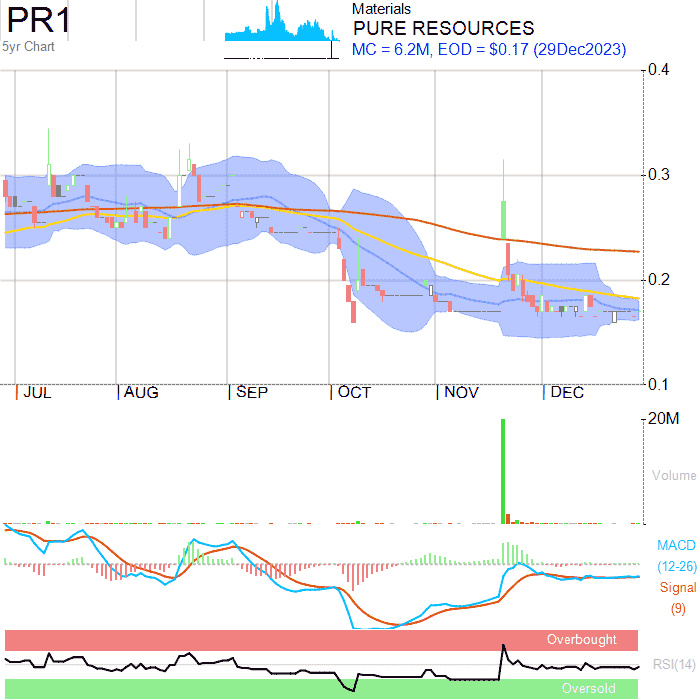 PR1
5yr Chart
Materials
PURE RESOURCES
MC = 6.2M, EOD = $0.17 (29Dec2023)
0.4
0.3
0.2
0.1
JUL AUG SEP OCT NOV DEC
20M
Volume
MACD
(12-26)
Signal
(9)
Overbought
RSI(14)
Oversold